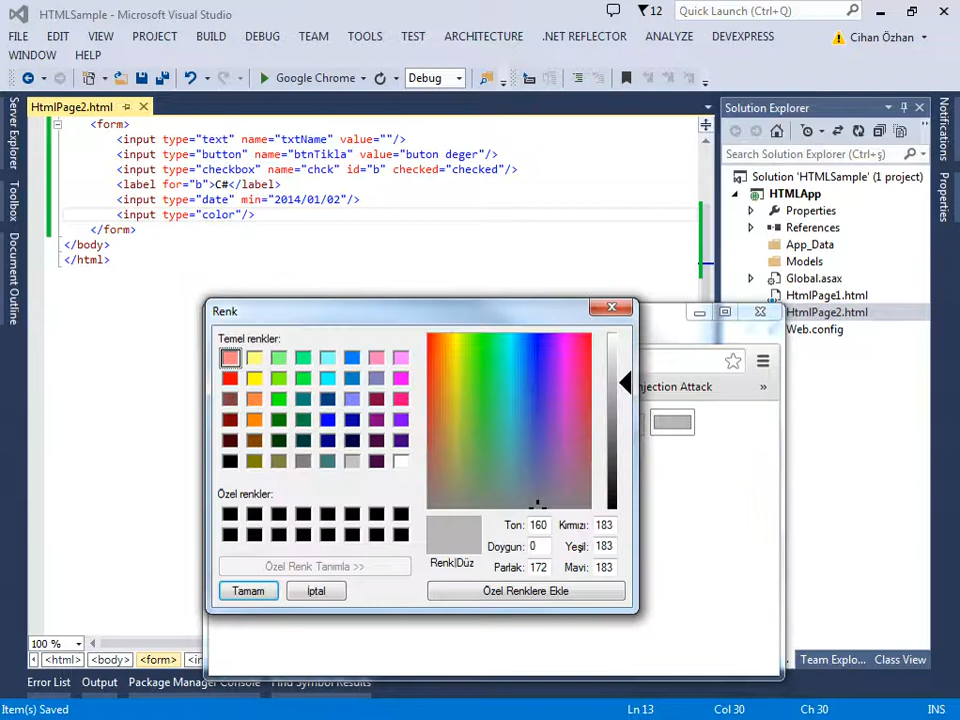 HTMLSample - Microsoft Visual Studio
12
Quick Launch (Ctrl+Q)
FILE EDIT VIEW PROJECT BUILD DEBUG TEAM TOOLS TEST ARCHITECTURE .NET REFLECTOR ANALYZE DEVEXPRESS
Cihan Özhan
WINDOW HELP
Google Chrome
Debug
Server Explorer
Toolbox
Document Outline
HtmlPage2.html
<form>
<input type="text" name="txtName" value=""/>
<input type="button" name="btnTikla" value="buton deger"/>
<input type="checkbox" name="chck" id="b" checked="checked"/>
<label for="b">C#</label>
<input type="date" min="2014/01/02"/>
<input type="color"/>
</form>
</body>
</html>
Solution Explorer
Search Solution Explorer (Ctrl+ş)
Solution 'HTMLSample' (1 project)
HTMLApp
Properties
References
App_Data
Models
Global.asax
HtmlPage1.html
HtmlPage2.html
Web.config
Notifications
Properties
njection Attack
»
Renk
Temel renkler:
Özel renkler:
Özel Renk Tanımla >>
Tamam
İptal
Renk|Düz
Ton: 160
Doygun: 0
Parlak: 172
Kırmızı: 183
Yeşil: 183
Mavi: 183
Özel Renklere Ekle
100 %
<html> <body> <form> <in
Team Explo... Class View
Error List Output Package Manager Console Find Symbol Results
Item(s) Saved
Ln 13
Col 30
Ch 30
INS